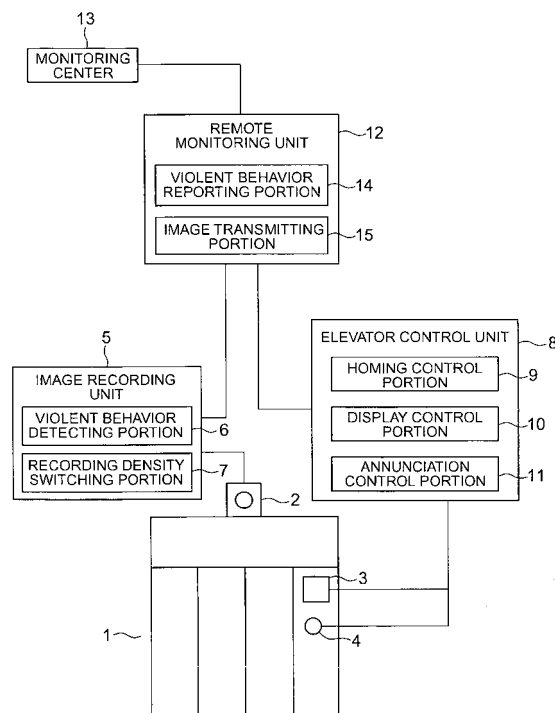 13
MONITORING
CENTER
REMOTE
MONITORING UNIT
12
VIOLENT BEHAVIOR
REPORTING PORTION
14
IMAGE TRANSMITTING
PORTION
15
5
IMAGE RECORDING
UNIT
VIOLENT BEHAVIOR
DETECTING PORTION
6
RECORDING DENSITY
SWITCHING PORTION
7
ELEVATOR CONTROL UNIT
8
HOMING CONTROL
PORTION
9
DISPLAY CONTROL
PORTION
10
ANNUNCIATION
CONTROL PORTION
11
2
3
1
4